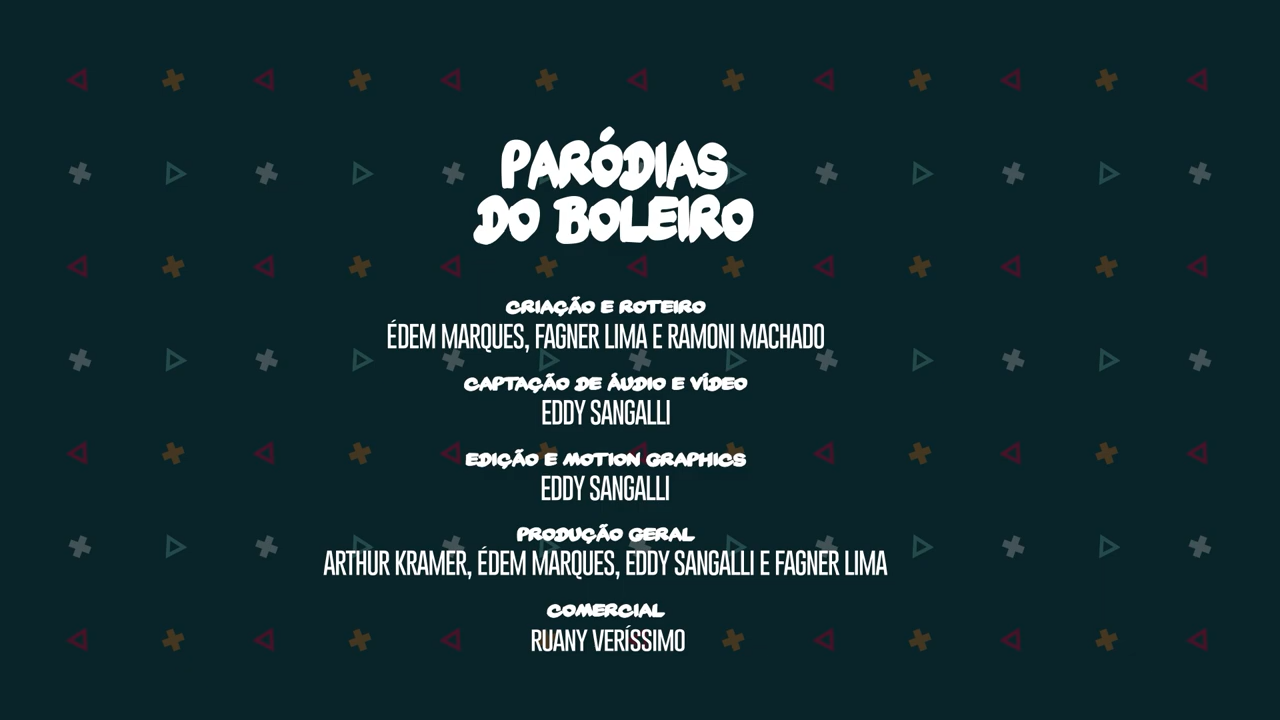 PARÓDIAS
DO BOLEIRO
CRIAÇÃO E ROTEIRO
ÉDEM MARQUES, FAGNER LIMA E RAMONI MACHADO
CAPTAÇÃO DE ÁUDIO E VÍDEO
EDDY SANGALLI
EDIÇÃO E MOTION GRAPHICS
EDDY SANGALLI
PRODUÇÃO GERAL
ARTHUR KRAMER, ÉDEM MARQUES, EDDY SANGALLI E FAGNER LIMA
COMERCIAL
RUANY VERÍSSIMO